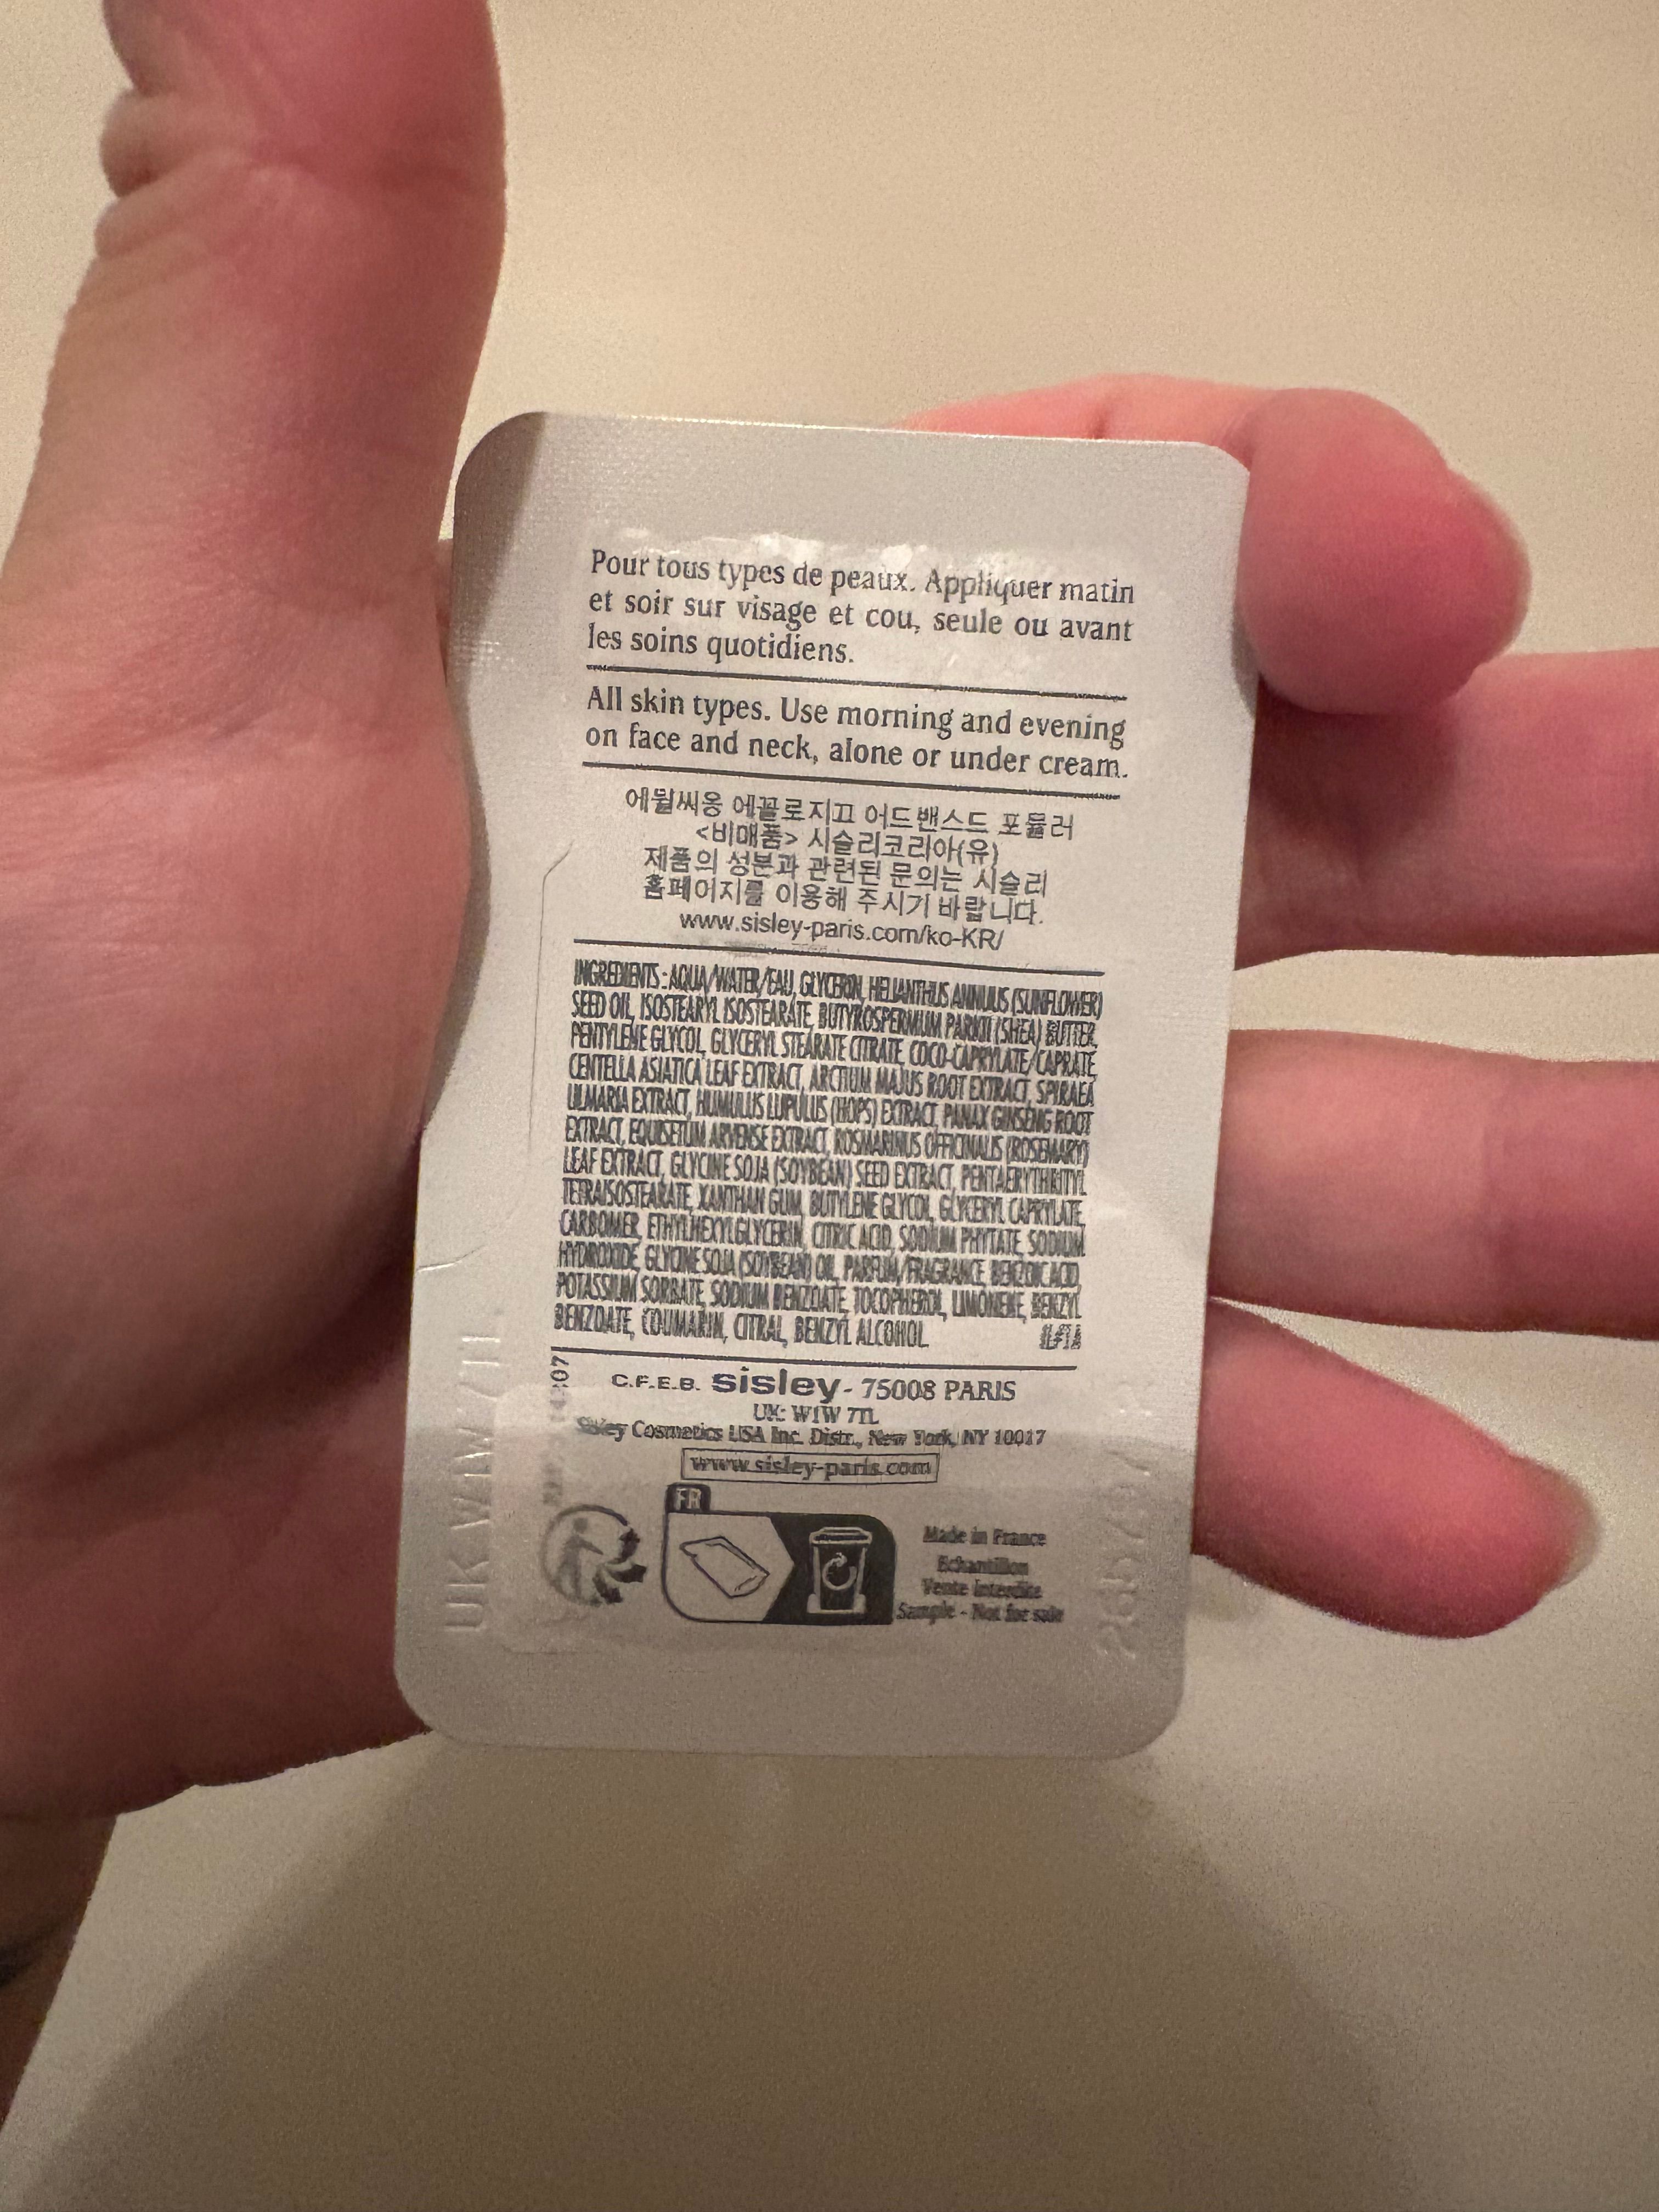 Pour tous types de peaux. Appliquer matin
et soir sur visage et cou, seule ou avant
les soins quotidiens.
All skin types. Use morning and evening
on face and neck, alone or under cream.
에뮐씨옹 에꼴로지끄 어드밴스드 포뮬러
<비매품> 시슬리코리아(유)
제품의 성분과 관련된 문의는 시슬리
홈페이지를 이용해 주시기 바랍니다.
www.sisley-paris.com/ko-KR/
INGREDIENTS : AQUA/WATER/EAU, GLYCERIN, HELIANTHUS ANNUUS (SUNFLOWER)
SEED OIL, ISOSTEARYL ISOSTEARATE, BUTYROSPERMUM PARKII (SHEA) BUTTER,
PENTYLENE GLYCOL, GLYCERYL STEARATE CITRATE, COCO-CAPRYLATE/CAPRATE,
CENTELLA ASIATICA LEAF EXTRACT, ARCTIUM MAJUS ROOT EXTRACT, SPIRAEA
ULMARIA EXTRACT, HUMULUS LUPULUS (HOPS) EXTRACT, PANAX GINSENG ROOT
EXTRACT, EQUISETUM ARVENSE EXTRACT, ROSMARINUS OFFICINALIS (ROSEMARY)
LEAF EXTRACT, GLYCINE SOJA (SOYBEAN) SEED EXTRACT, PENTAERYTHRITYL
TETRAISOSTEARATE, XANTHAN GUM, BUTYLENE GLYCOL, GLYCERYL CAPRYLATE,
CARBOMER, ETHYLHEXYLGLYCERIN, CITRIC ACID, SODIUM PHYTATE, SODIUM
HYDROXIDE, GLYCINE SOJA (SOYBEAN) OIL, PARFUM/FRAGRANCE, BENZOIC ACID,
POTASSIUM SORBATE, SODIUM BENZOATE, TOCOPHEROL, LIMONENE, BENZYL
BENZOATE, COUMARIN, CITRAL, BENZYL ALCOHOL.
C.F.E.B. sisley - 75008 PARIS
UK: W1W 7TL
Sisley Cosmetics USA Inc. Distr., New York, NY 10017
www.sisley-paris.com
FR
Made in France
Echantillon
Vente Interdite
Sample - Not for sale
UK W1W 7TL